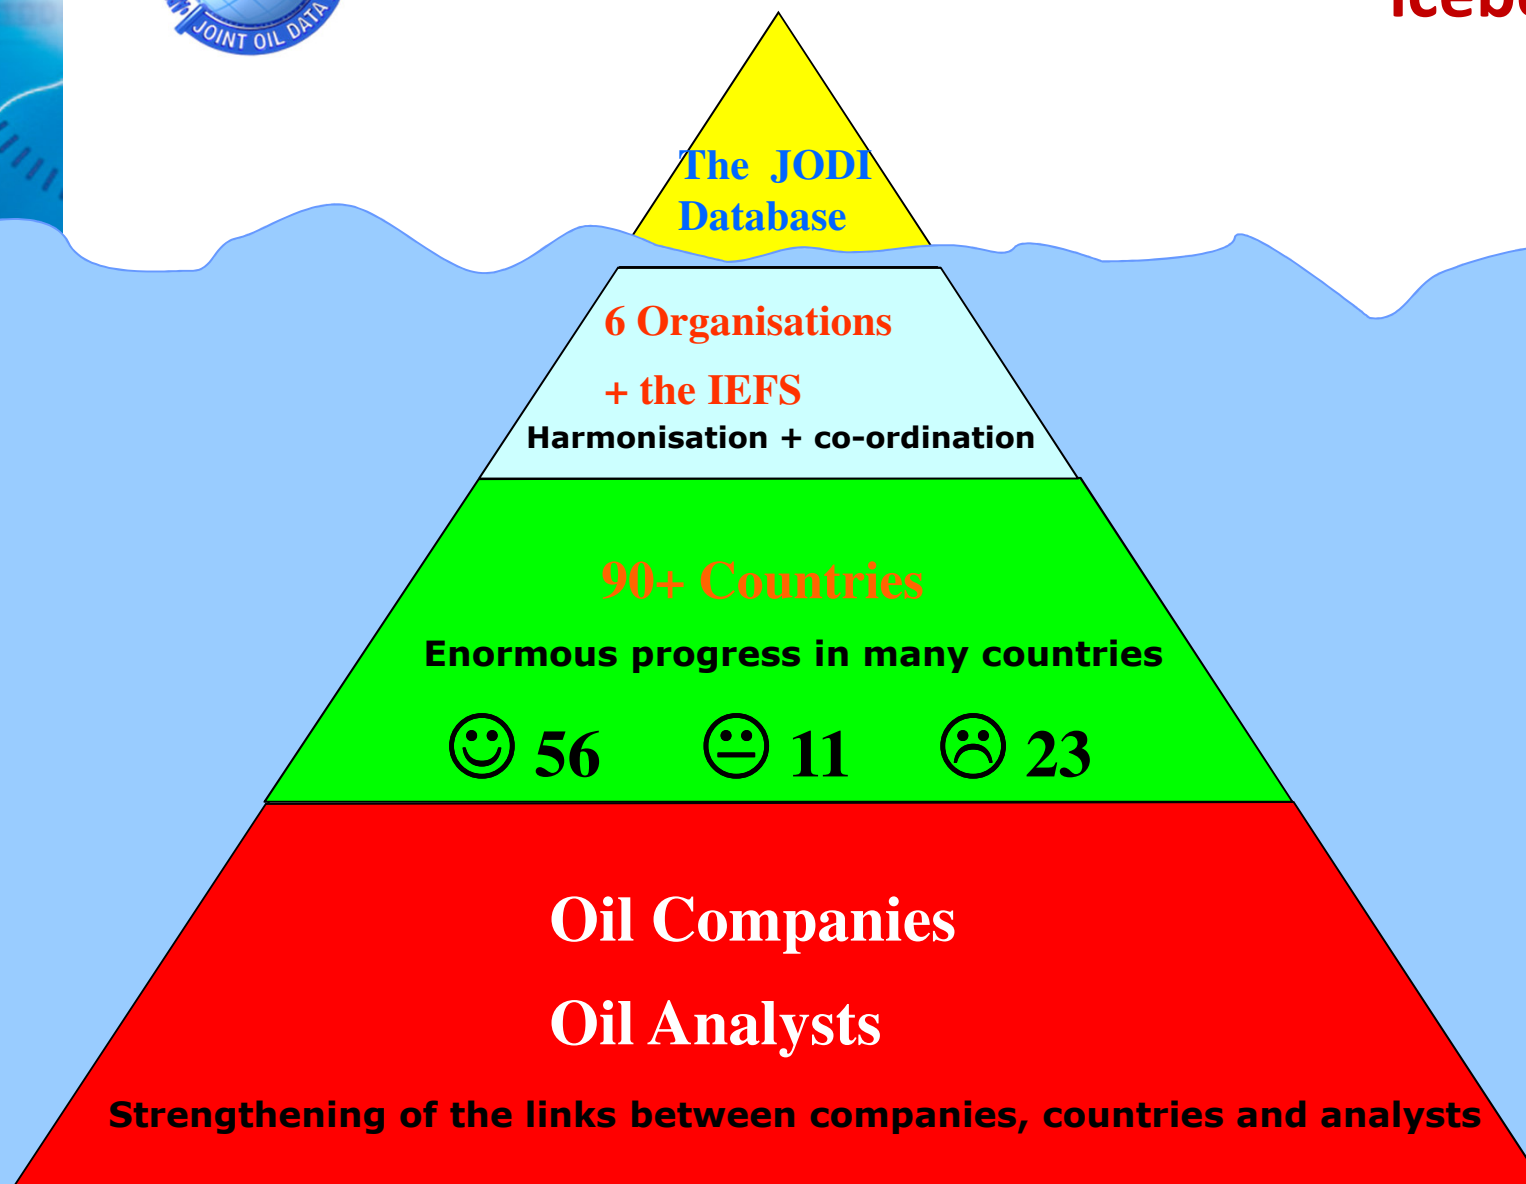 JOINT OIL DATA
The JODI
Database
6 Organisations
+ the IEFS
Harmonisation + co-ordination
90+ Countries
Enormous progress in many countries
56 11 23
Oil Companies
Oil Analysts
Strengthening of the links between companies, countries and analysts